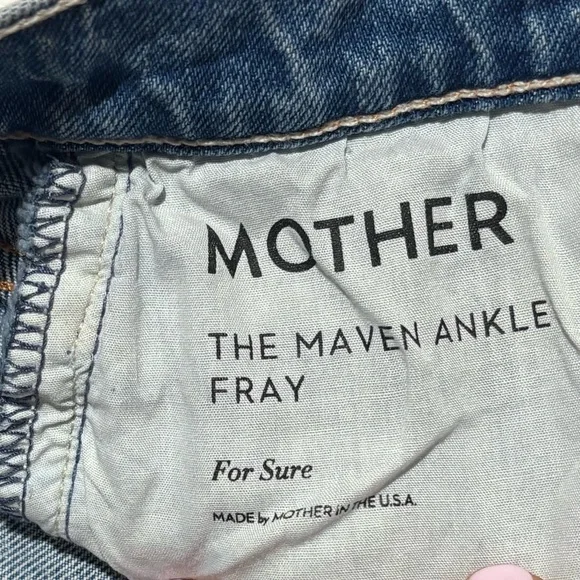 MOTHER
THE MAVEN ANKLE
FRAY
For Sure
MADE by MOTHER IN THE U.S.A.